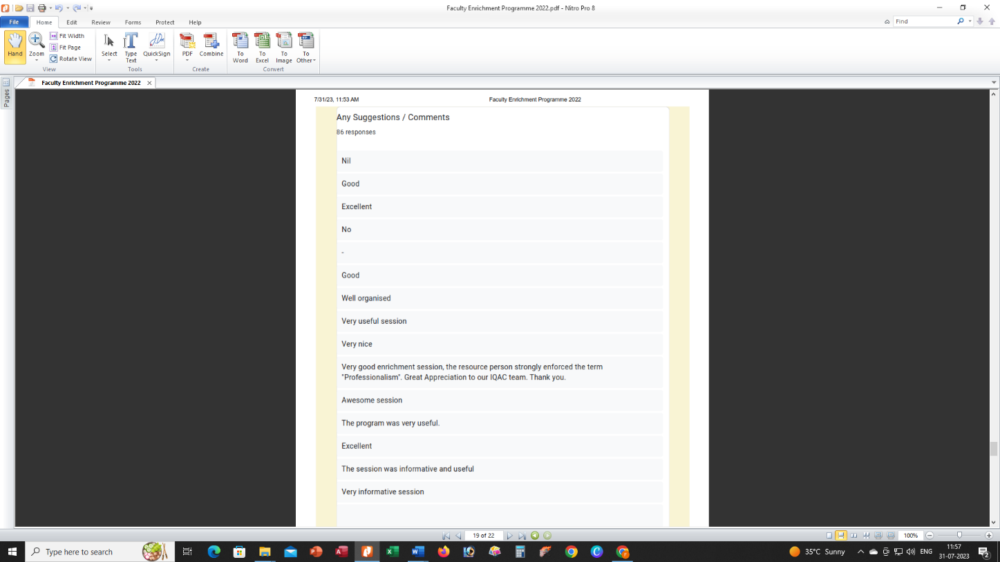 Faculty Enrichment Programme 2022.pdf - Nitro Pro 8
File Home Edit Review Forms Protect Help Find
Hand
Zoom
Fit Width
Fit Page
Rotate View
View
Select
Type Text
QuickSign
Tools
PDF
Combine
Create
To Word
To Excel
To Image
To Other
Convert
Faculty Enrichment Programme 2022
Pages
7/31/23, 11:53 AM Faculty Enrichment Programme 2022
Any Suggestions / Comments
86 responses
Nil
Good
Excellent
No
-
Good
Well organised
Very useful session
Very nice
Very good enrichment session, the resource person strongly enforced the term
"Professionalism". Great Appreciation to our IQAC team. Thank you.
Awesome session
The program was very useful.
Excellent
The session was informative and useful
Very informative session
19 of 22
100%
Type here to search
35°C Sunny
ENG
11:57
31-07-2023
2